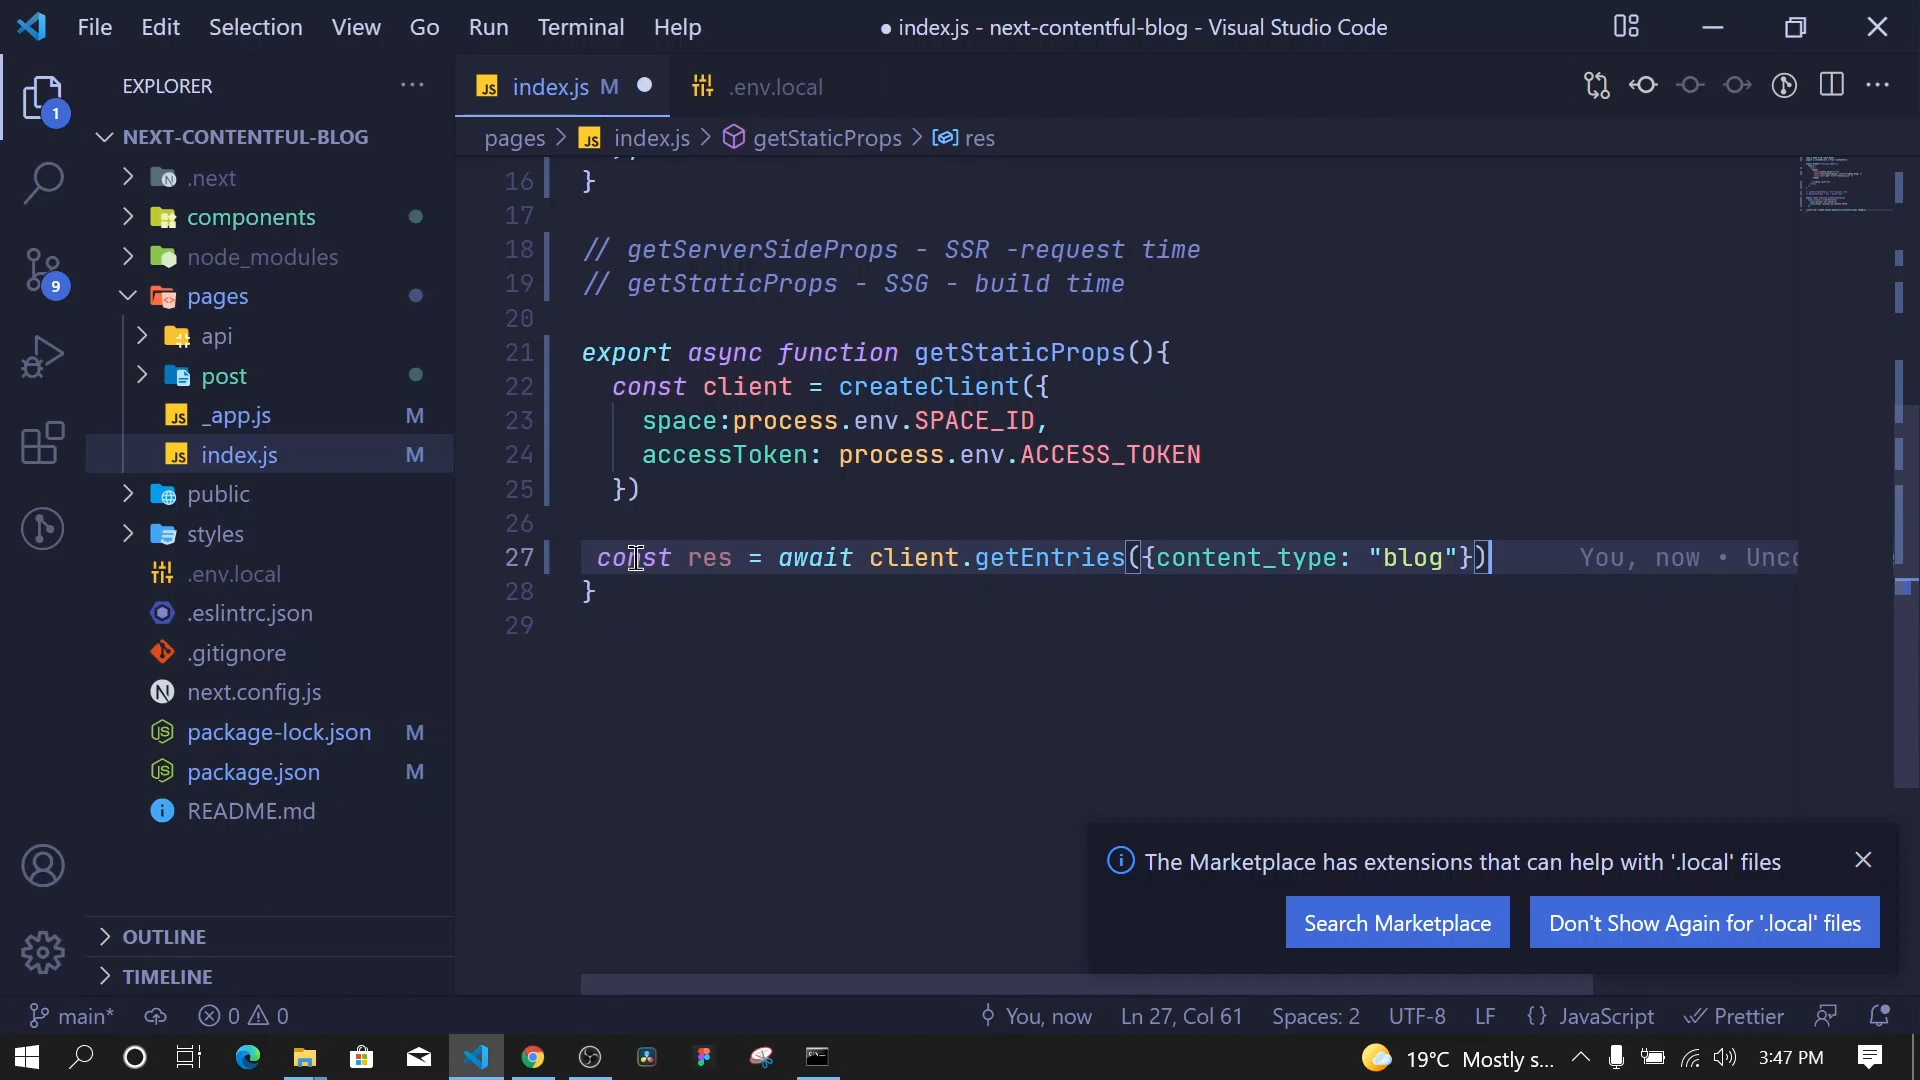 File Edit Selection View Go Run Terminal Help
● index.js - next-contentful-blog - Visual Studio Code
EXPLORER
1
9
NEXT-CONTENTFUL-BLOG
.next
components
node_modules
pages
api
post
_app.js M
index.js M
public
styles
.env.local
.eslintrc.json
.gitignore
next.config.js
package-lock.json M
package.json M
README.md
OUTLINE
TIMELINE
index.js M
.env.local
pages > index.js > getStaticProps > res
16 }
17
18 // getServerSideProps - SSR -request time
19 // getStaticProps - SSG - build time
20
21 export async function getStaticProps(){
22 const client = createClient({
23 space:process.env.SPACE_ID,
24 accessToken: process.env.ACCESS_TOKEN
25 })
26
27 const res = await client.getEntries({content_type: "blog"}) You, now • Unco
28 }
29
The Marketplace has extensions that can help with '.local' files
Search Marketplace
Don't Show Again for '.local' files
main* 0 0 You, now Ln 27, Col 61 Spaces: 2 UTF-8 LF {} JavaScript Prettier
19°C Mostly s... 3:47 PM